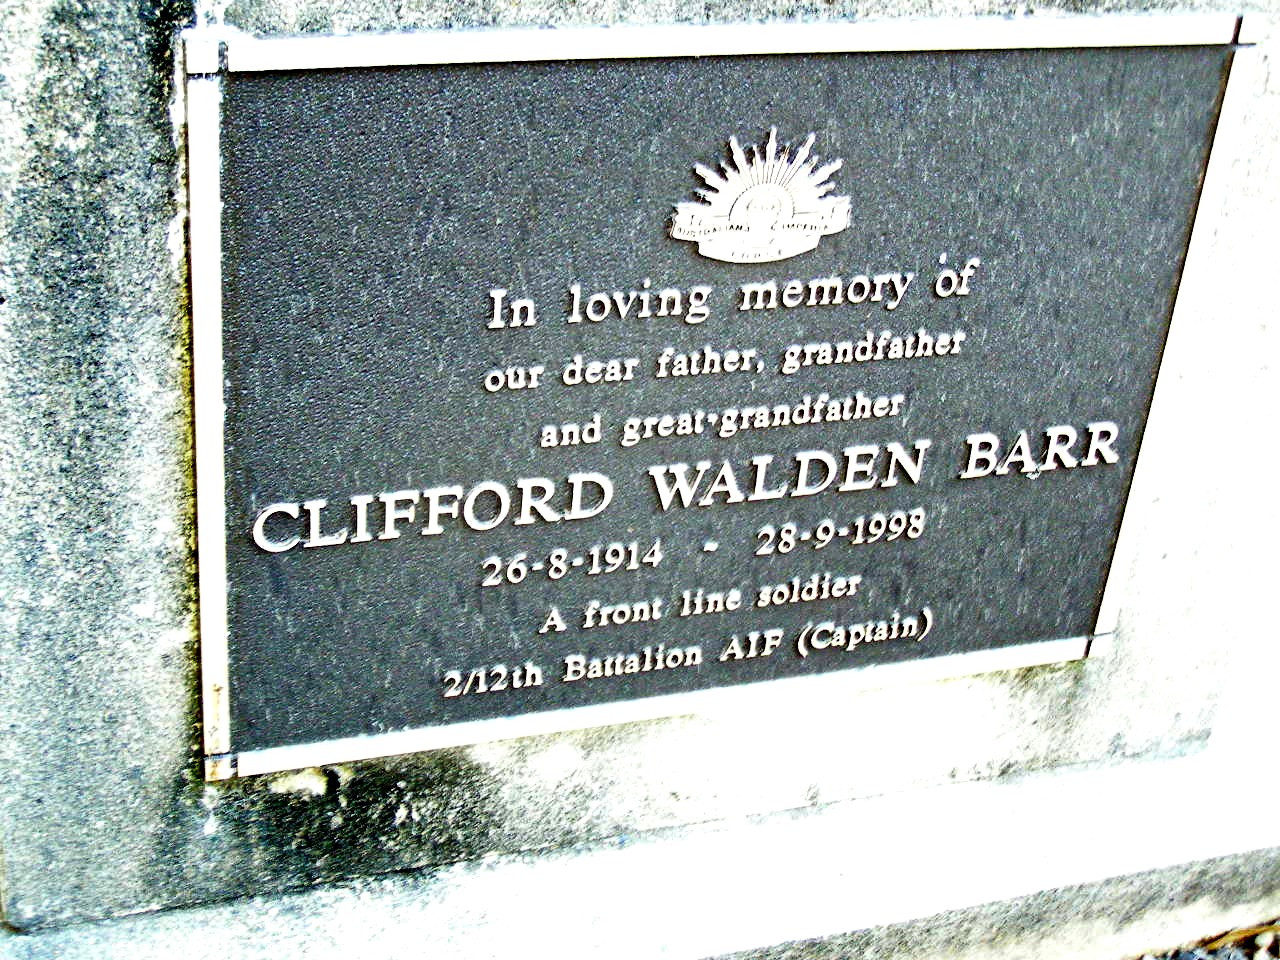 In loving memory of
our dear father, grandfather
and great-grandfather
CLIFFORD WALDEN BARR
26-8-1914 - 28-9-1998
A front line soldier
2/12th Battalion AIF (Captain)